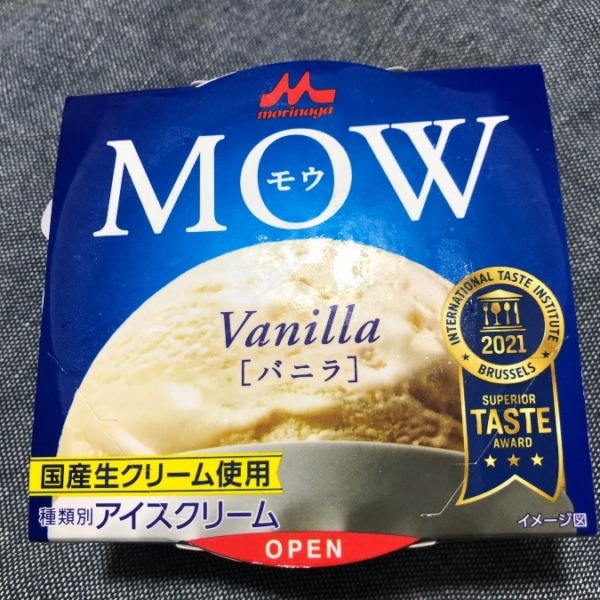 morinaga
MOW
モウ
Vanilla
[バニラ]
INTERNATIONAL TASTE INSTITUTE
2021
BRUSSELS
SUPERIOR
TASTE
AWARD
国産生クリーム使用
種類別アイスクリーム
イメージ図
OPEN